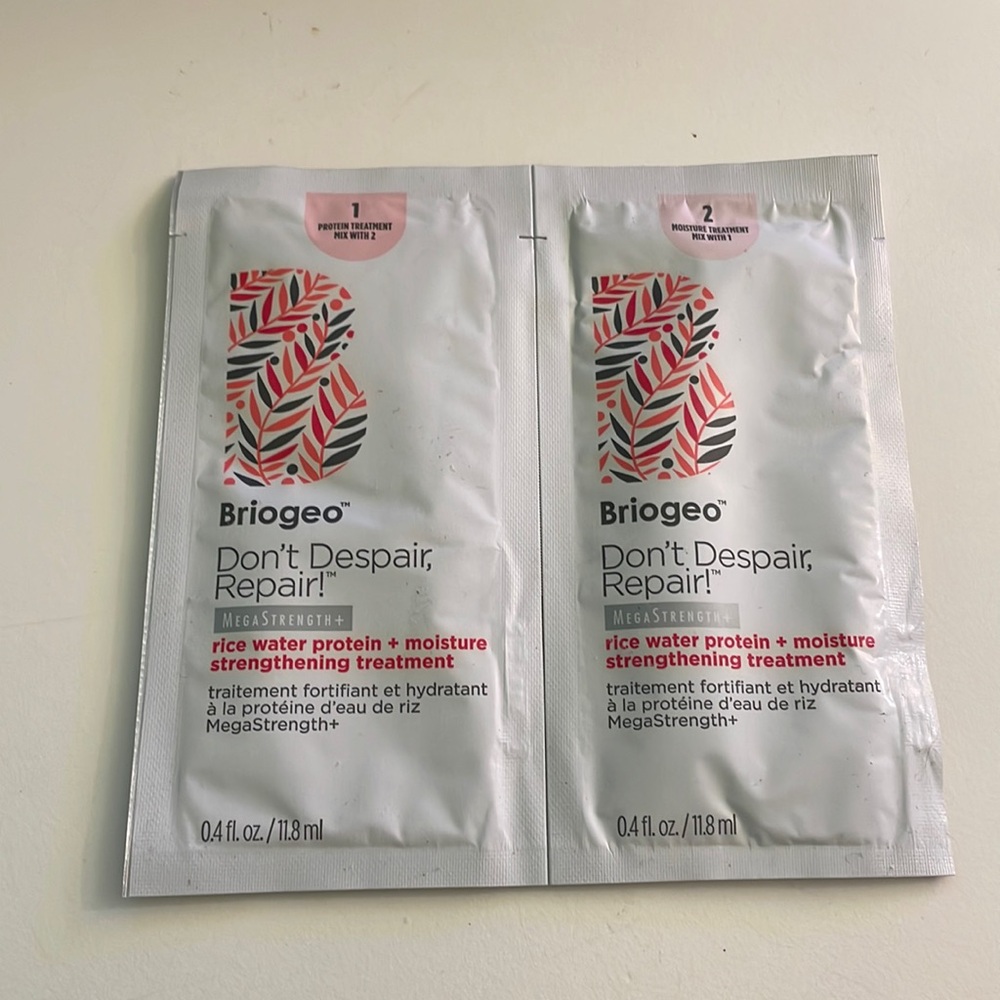 1
PROTEIN TREATMENT
MIX WITH 2
Briogeo™
Don't Despair,
Repair!™
MEGASTRENGTH+
rice water protein + moisture
strengthening treatment
traitement fortifiant et hydratant
à la protéine d'eau de riz
MegaStrength+
0.4 fl. oz. / 11.8 ml
2
MOISTURE TREATMENT
MIX WITH 1
Briogeo™
Don't Despair,
Repair!™
MEGASTRENGTH+
rice water protein + moisture
strengthening treatment
traitement fortifiant et hydratant
à la protéine d'eau de riz
MegaStrength+
0.4 fl. oz. / 11.8 ml